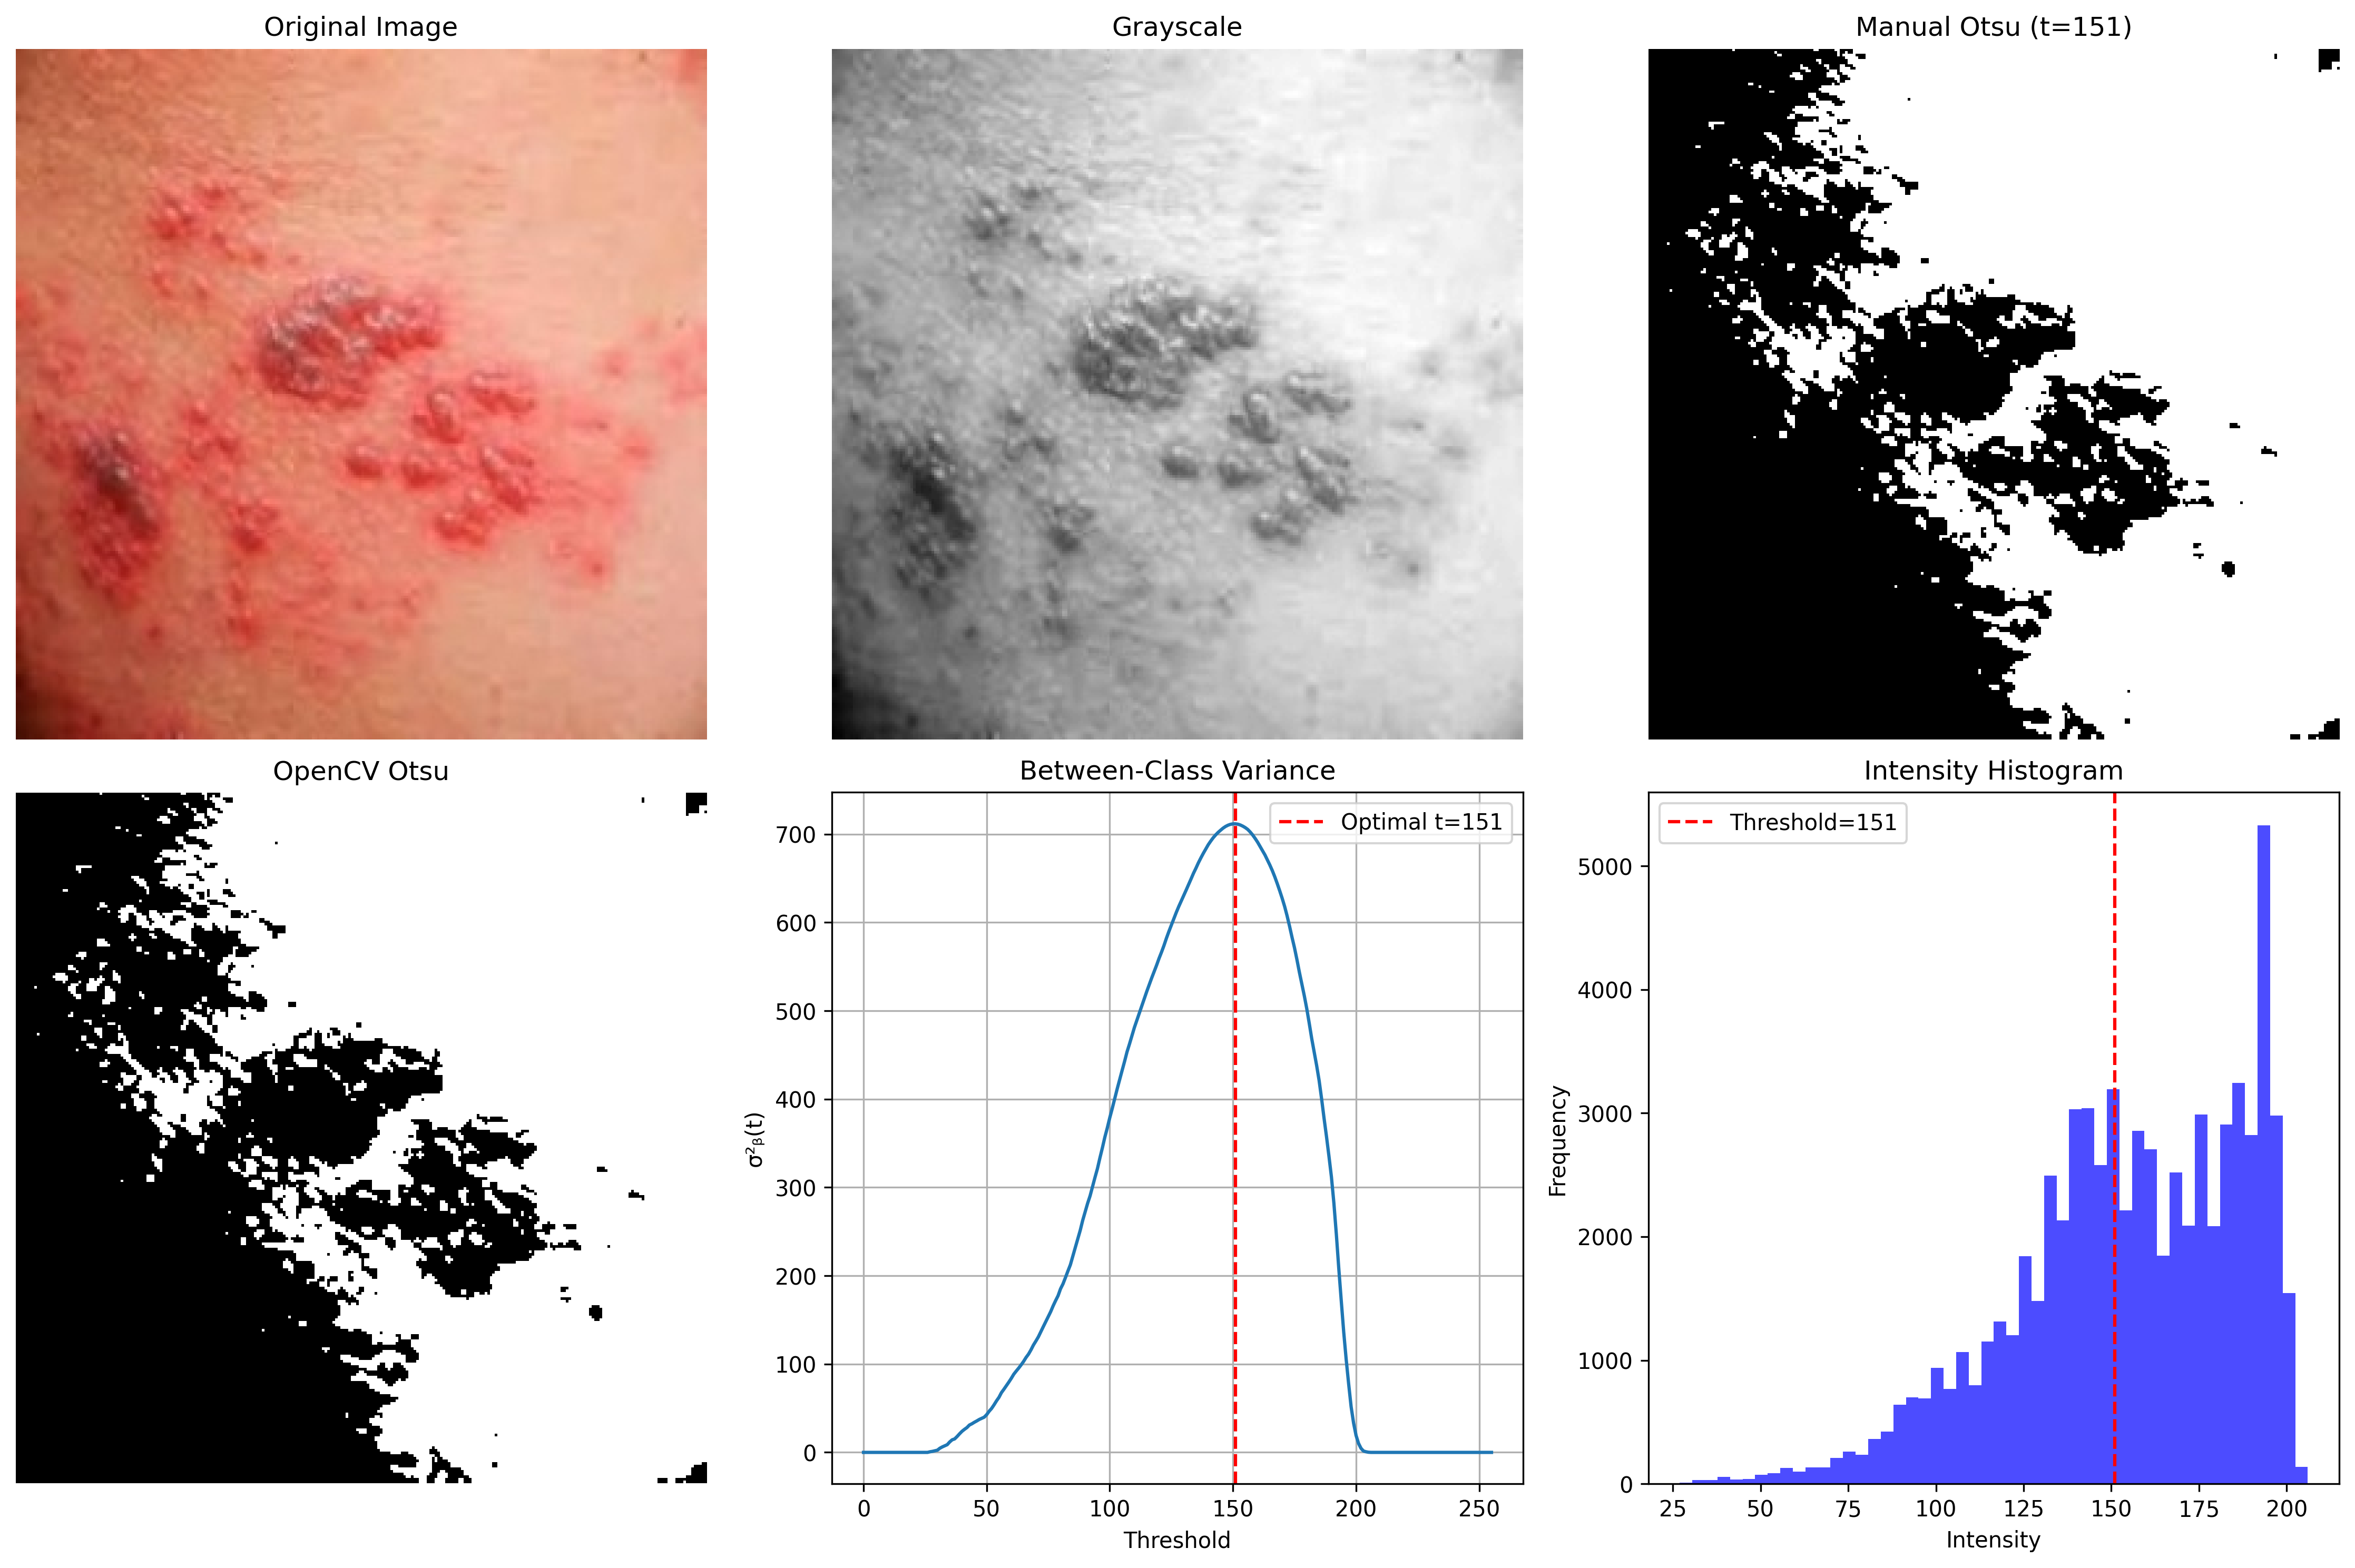 Original Image
Grayscale
Manual Otsu (t=151)
OpenCV Otsu
Between-Class Variance
σ²ᵦ(t)
700
600
500
400
300
200
100
0
Optimal t=151
0 50 100 150 200 250
Threshold
Intensity Histogram
Frequency
5000
4000
3000
2000
1000
0
Threshold=151
25 50 75 100 125 150 175 200
Intensity